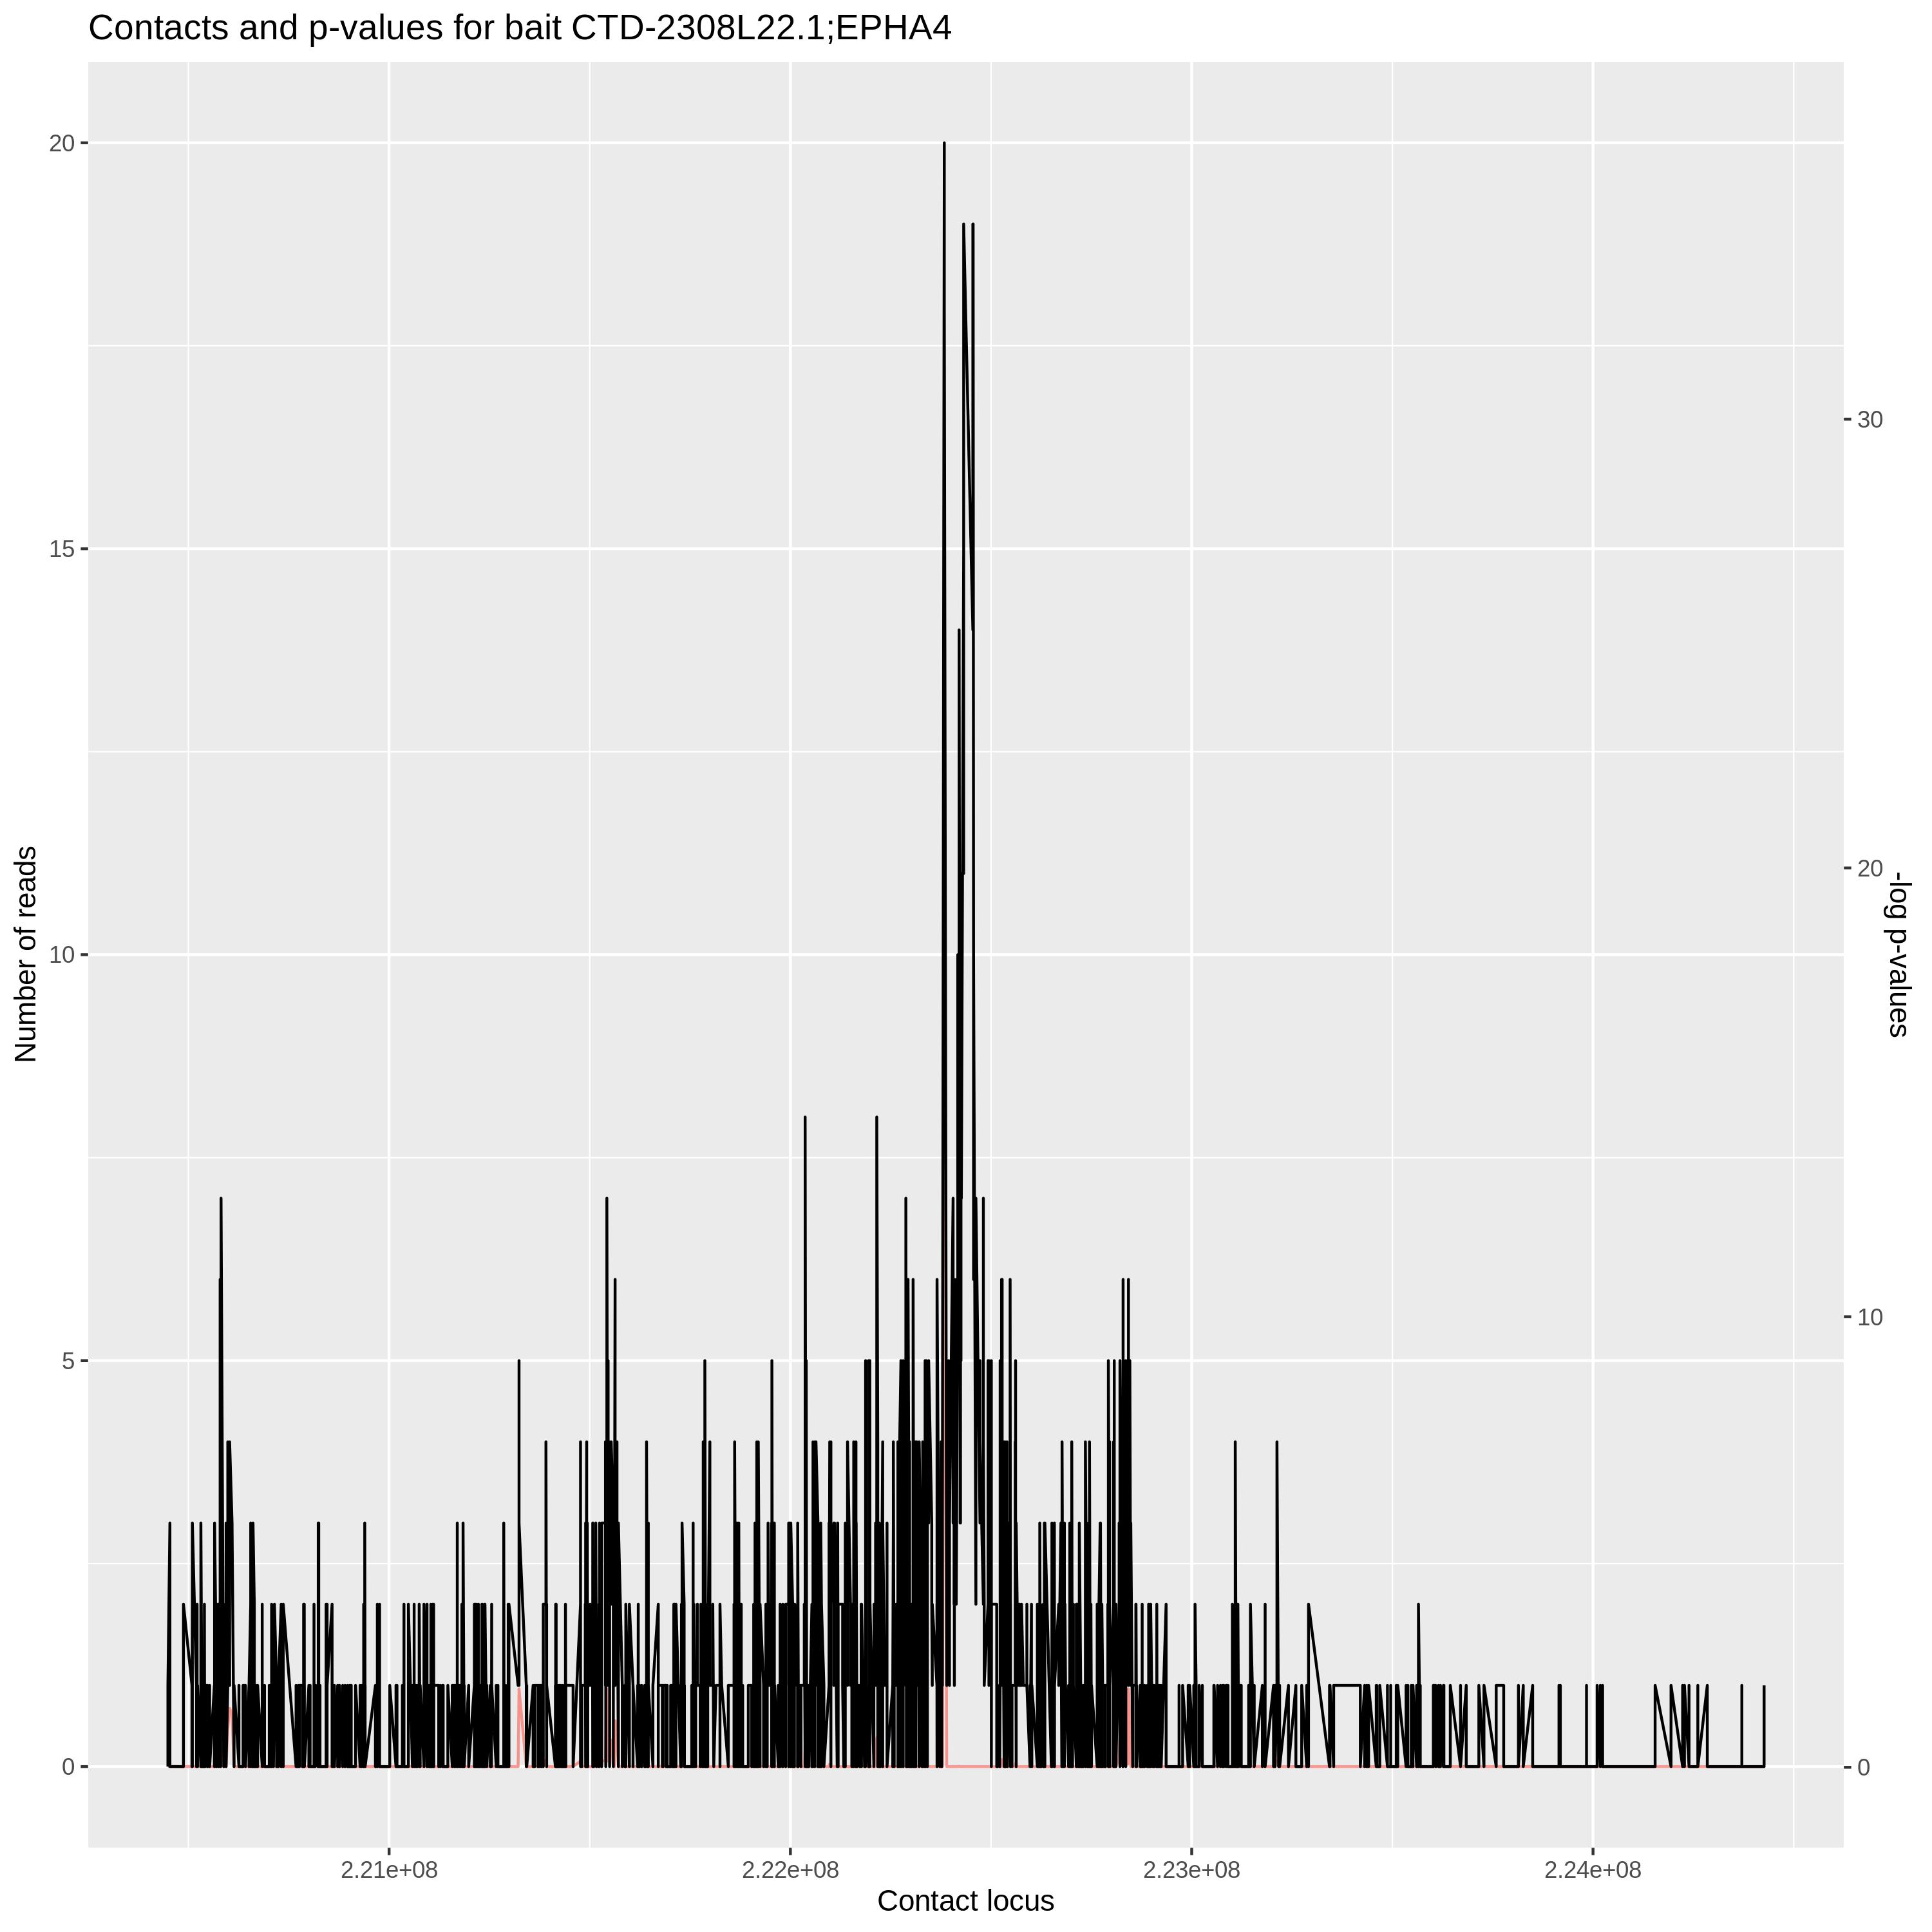 Contacts and p-values for bait CTD-2308L22.1;EPHA4
20
15
10
5
0
Number of reads
30
20
10
0
-log p-values
2.21e+08 2.22e+08 2.23e+08 2.24e+08
Contact locus